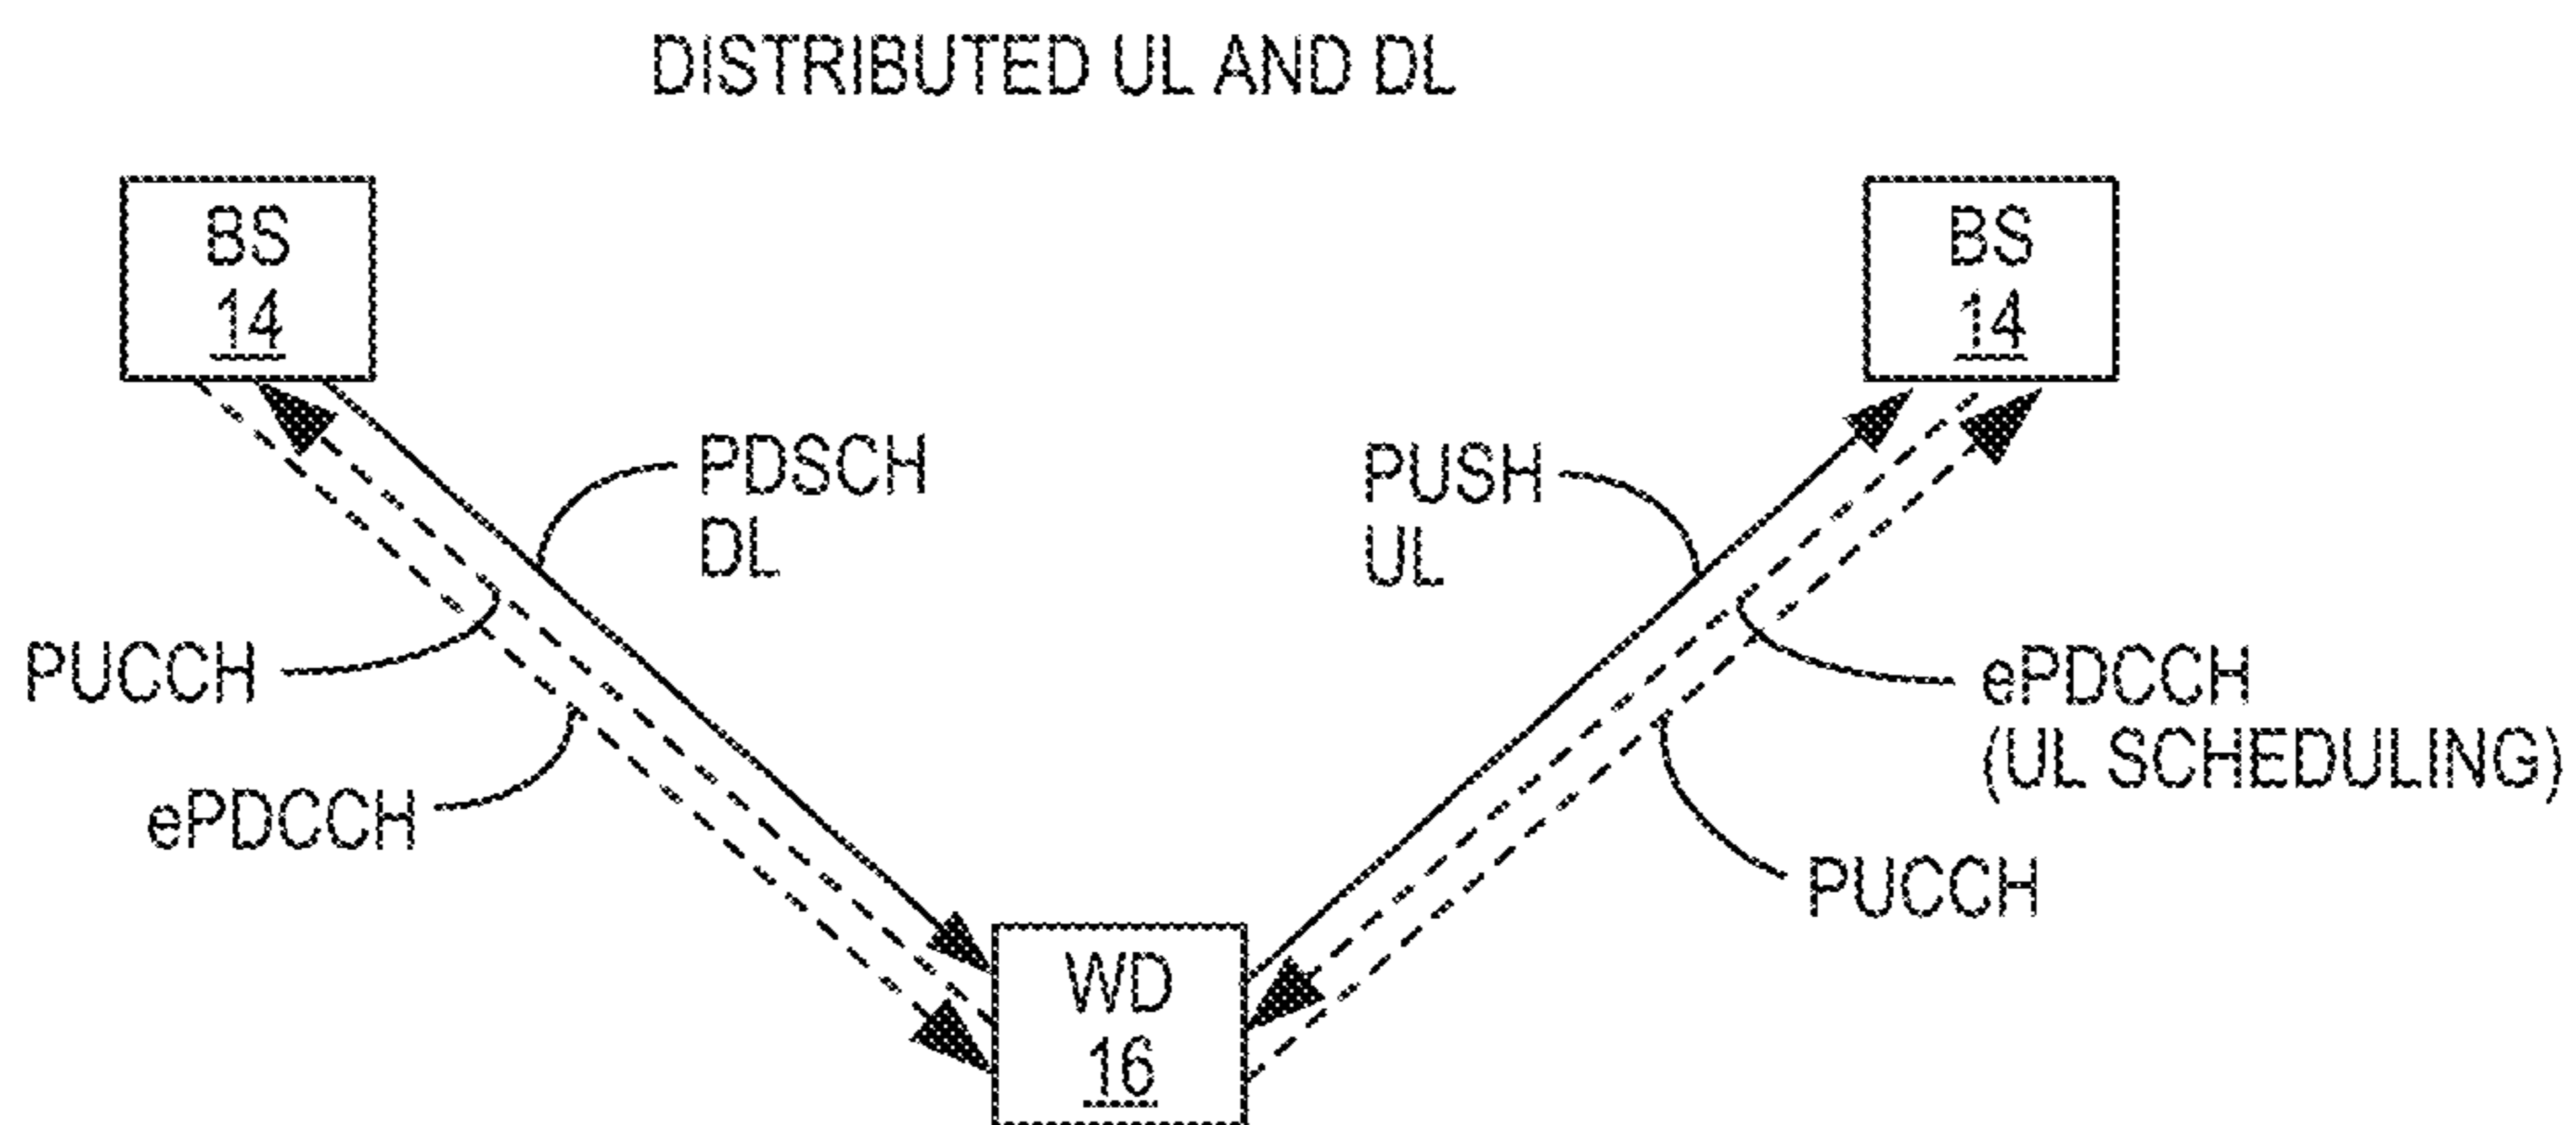 DISTRIBUTED UL AND DL
BS
14
BS
14
PDSCH
DL
PUSH
UL
PUCCH
ePDCCH
ePDCCH
(UL SCHEDULING)
PUCCH
WD
16